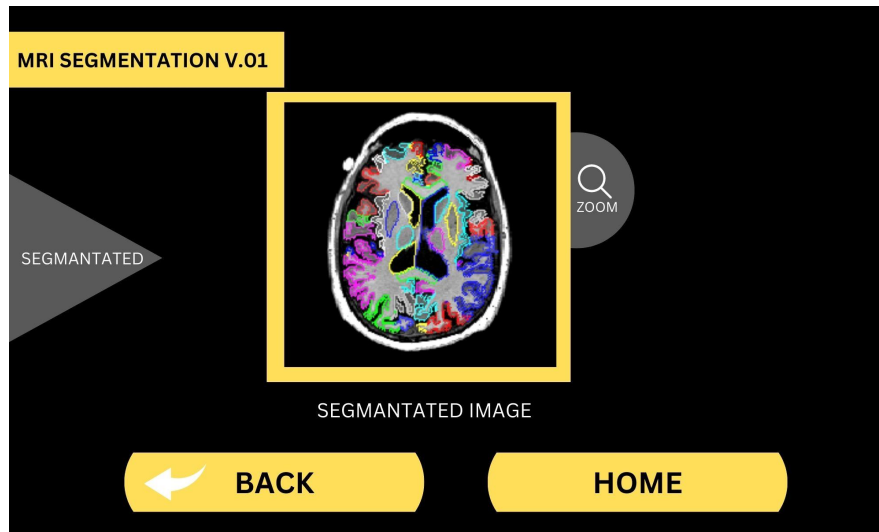 MRI SEGMENTATION V.01
ZOOM
SEGMANTATED
SEGMANTATED IMAGE
BACK
HOME